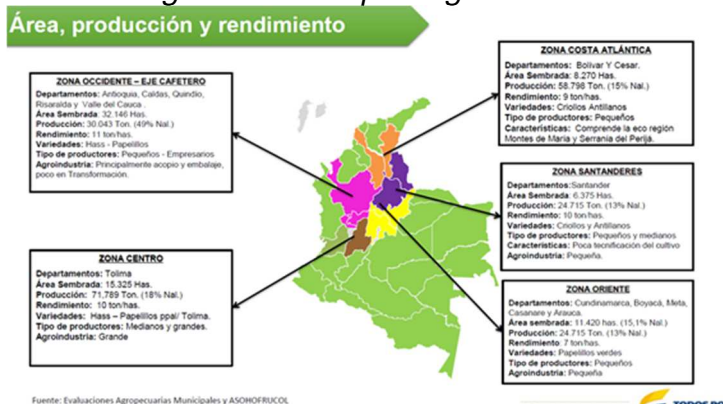 Área, producción y rendimiento
ZONA OCCIDENTE – EJE CAFETERO
Departamentos: Antioquia, Caldas, Quindío,
Risaralda y Valle del Cauca .
Área Sembrada: 32.146 Has.
Producción: 30.043 Ton. (49% Nal.)
Rendimiento: 11 ton/has.
Variedades: Hass - Papelillos
Tipo de productores: Pequeños - Empresarios
Agroindustria: Principalmente acopio y embalaje,
poco en Transformación.
ZONA CENTRO
Departamentos: Tolima
Área Sembrada: 15.325 Has.
Producción: 71,789 Ton. (18% Nal.)
Rendimiento: 10 ton/has.
Variedades: Hass – Papelillos ppal/ Tolima.
Tipo de productores: Medianos y grandes.
Agroindustria: Grande
ZONA COSTA ATLÁNTICA
Departamentos: Bolívar Y Cesar.
Área Sembrada: 8.270 Has.
Producción: 58.798 Ton. (15% Nal.)
Rendimiento: 9 ton/has.
Variedades: Criollos Antillanos
Tipo de productores: Pequeños
Características: Comprende la eco región
Montes de María y Serranía del Perijá.
ZONA SANTANDERES
Departamentos:Santander
Área Sembrada: 6.375 Has.
Producción: 24.715 Ton. (13% Nal.)
Rendimiento: 10 ton/has.
Variedades: Criollos y Antillanos
Tipo de productores: Pequeños y medianos
Características: Poca tecnificación del cultivo
Agroindustria: Pequeña.
ZONA ORIENTE
Departamentos: Cundinamarca, Boyacá, Meta,
Casanare y Arauca.
Área sembrada: 11.420 has. (15,1% Nal.)
Producción: 24.715 Ton. (13% Nal.)
Rendimiento: 7 ton/has.
Variedades: Papelillos verdes
Tipo de productores: Pequeños
Agroindustria: Pequeña
Fuente: Evaluaciones Agropecuarias Municipales y ASOHOFRUCOL